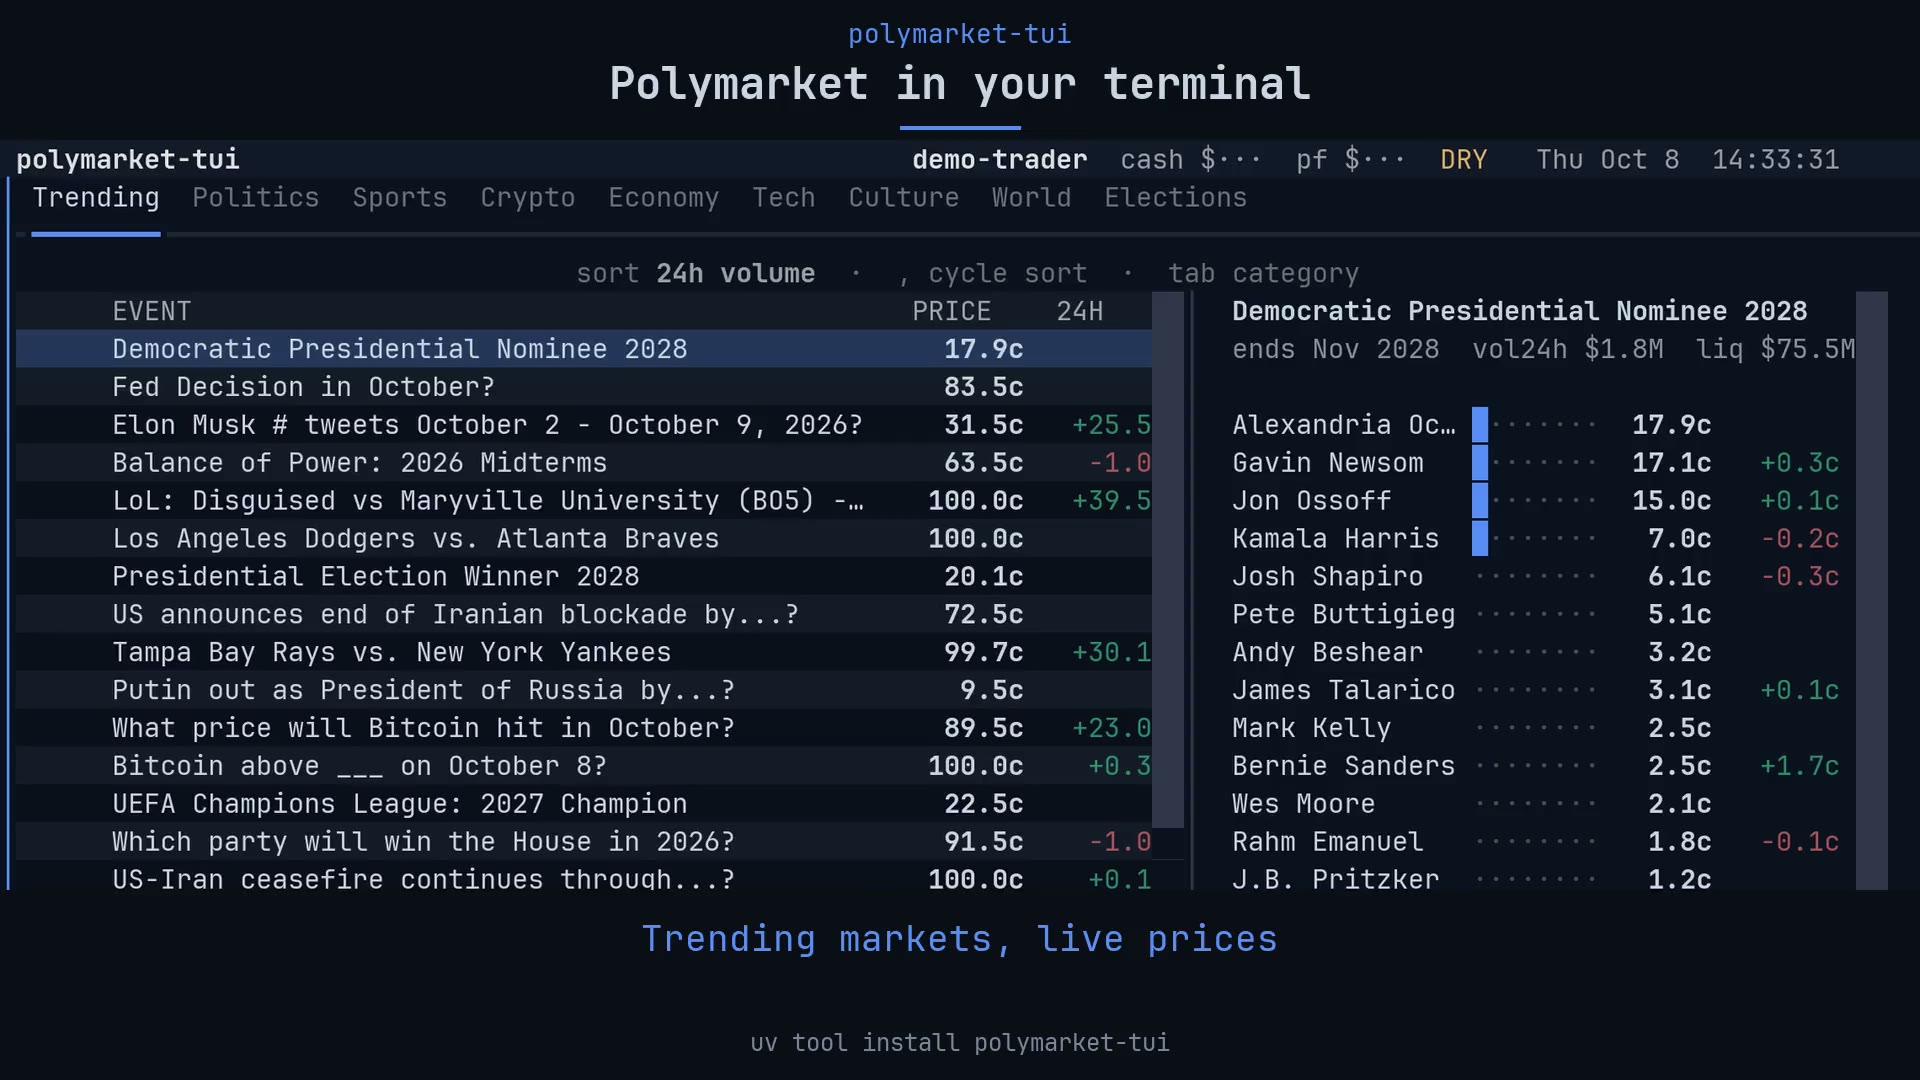 polymarket-tui
Polymarket in your terminal
polymarket-tui demo-trader cash $··· pf $··· DRY Thu Oct 8 14:33:31
Trending Politics Sports Crypto Economy Tech Culture World Elections
sort 24h volume · , cycle sort · tab category
EVENT PRICE 24H
Democratic Presidential Nominee 2028 17.9c
Fed Decision in October? 83.5c
Elon Musk # tweets October 2 - October 9, 2026? 31.5c +25.5
Balance of Power: 2026 Midterms 63.5c -1.0
LoL: Disguised vs Maryville University (BO5) -… 100.0c +39.5
Los Angeles Dodgers vs. Atlanta Braves 100.0c
Presidential Election Winner 2028 20.1c
US announces end of Iranian blockade by...? 72.5c
Tampa Bay Rays vs. New York Yankees 99.7c +30.1
Putin out as President of Russia by...? 9.5c
What price will Bitcoin hit in October? 89.5c +23.0
Bitcoin above ___ on October 8? 100.0c +0.3
UEFA Champions League: 2027 Champion 22.5c
Which party will win the House in 2026? 91.5c -1.0
US-Iran ceasefire continues through...? 100.0c +0.1
Democratic Presidential Nominee 2028
ends Nov 2028 vol24h $1.8M liq $75.5M
Alexandria Oc… ······· 17.9c
Gavin Newsom ······· 17.1c +0.3c
Jon Ossoff ······· 15.0c +0.1c
Kamala Harris ······· 7.0c -0.2c
Josh Shapiro ········ 6.1c -0.3c
Pete Buttigieg ········ 5.1c
Andy Beshear ········ 3.2c
James Talarico ········ 3.1c +0.1c
Mark Kelly ········ 2.5c
Bernie Sanders ········ 2.5c +1.7c
Wes Moore ········ 2.1c
Rahm Emanuel ········ 1.8c -0.1c
J.B. Pritzker ········ 1.2c
Trending markets, live prices
uv tool install polymarket-tui